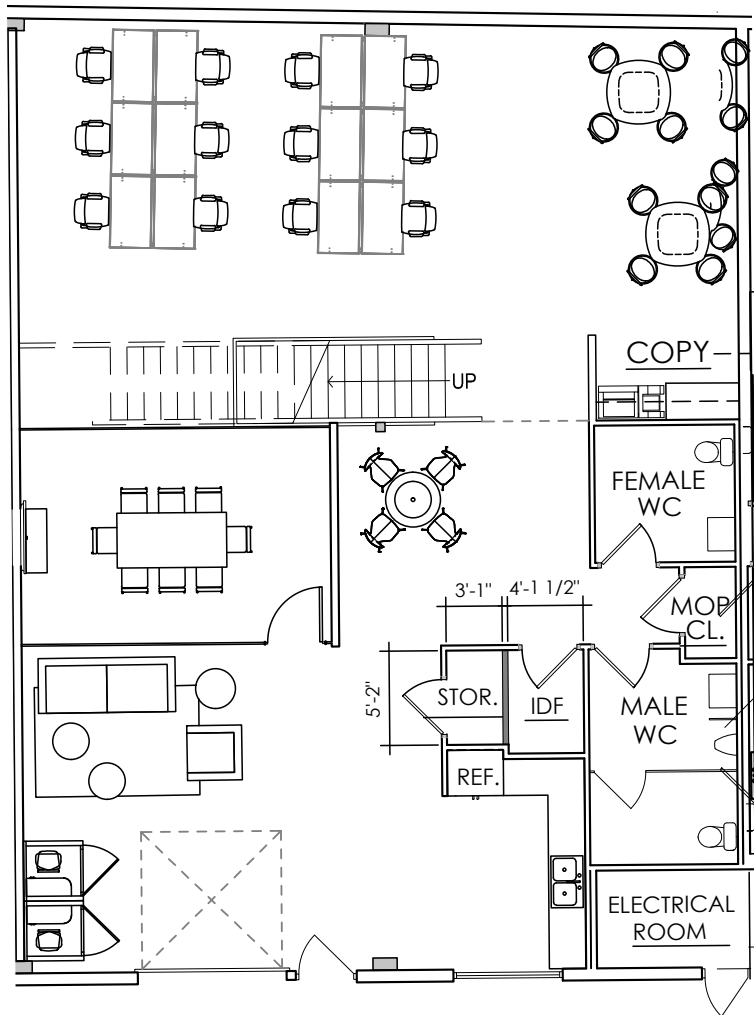 COPY
UP
FEMALE
WC
3'-1"
4'-1 1/2"
MOP
CL.
5'-2"
STOR.
IDF
MALE
WC
REF.
ELECTRICAL
ROOM